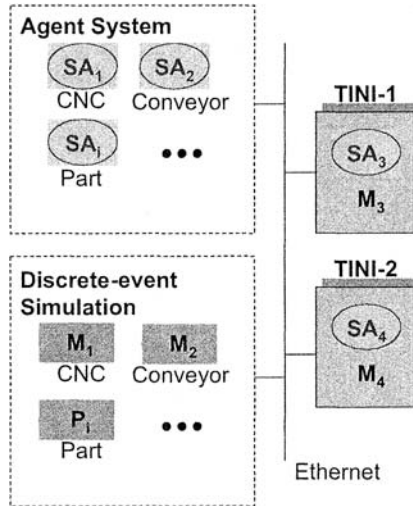 Agent System
SA1 SA2
CNC Conveyor
SAi
Part
TINI-1
SA3
M3
Discrete-event
Simulation
M1 M2
CNC Conveyor
Pi
Part
TINI-2
SA4
M4
Ethernet